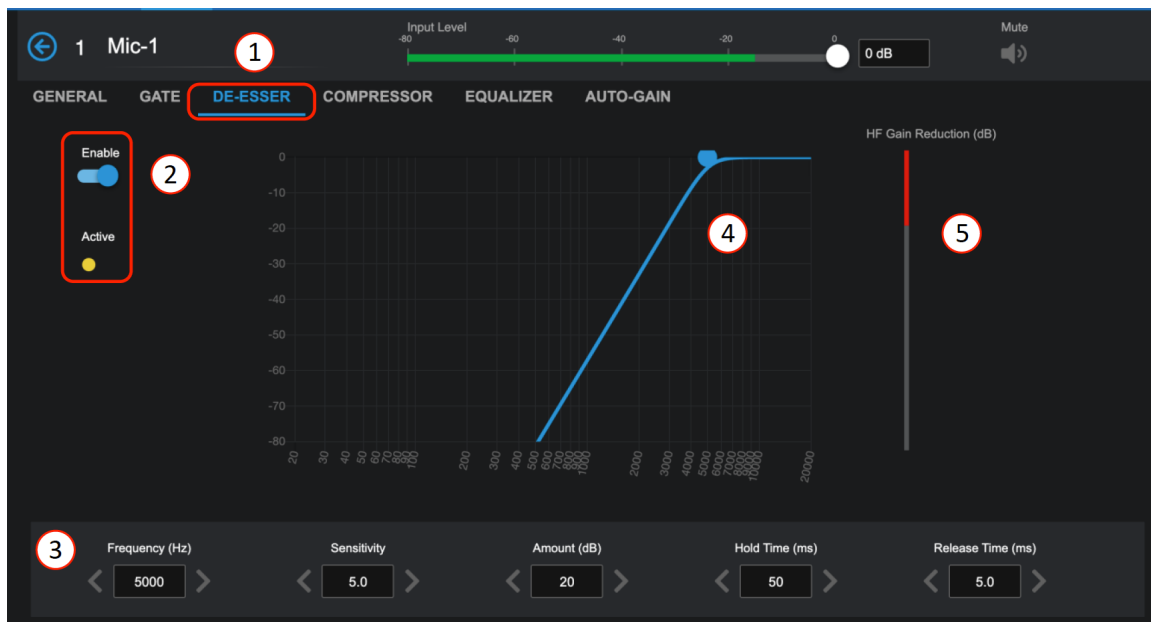 Input Level
-80 -60 -40 -20 0
Mute
1 Mic-1
1
0 dB
GENERAL GATE DE-ESSER COMPRESSOR EQUALIZER AUTO-GAIN
HF Gain Reduction (dB)
Enable
2
Active
0
-10
-20
-30
-40
-50
-60
-70
-80
4
5
20 30 40 50 60 70 80 90 100 200 300 400 500 600 700 800 900 1000 2000 3000 4000 5000 6000 7000 8000 9000 10000 20000
3
Frequency (Hz) Sensitivity Amount (dB) Hold Time (ms) Release Time (ms)
5000 5.0 20 50 5.0